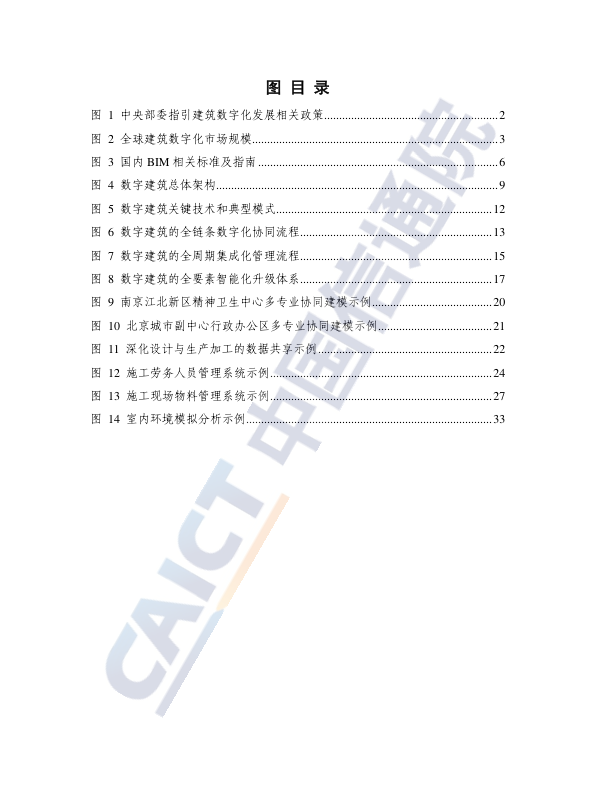 图 目 录
图 1 中央部委指引建筑数字化发展相关政策..........................................................2
图 2 全球建筑数字化市场规模..................................................................................3
图 3 国内 BIM 相关标准及指南................................................................................6
图 4 数字建筑总体架构..............................................................................................9
图 5 数字建筑关键技术和典型模式........................................................................12
图 6 数字建筑的全链条数字化协同流程................................................................13
图 7 数字建筑的全周期集成化管理流程................................................................15
图 8 数字建筑的全要素智能化升级体系................................................................17
图 9 南京江北新区精神卫生中心多专业协同建模示例........................................20
图 10 北京城市副中心行政办公区多专业协同建模示例......................................21
图 11 深化设计与生产加工的数据共享示例..........................................................22
图 12 施工劳务人员管理系统示例..........................................................................24
图 13 施工现场物料管理系统示例..........................................................................27
图 14 室内环境模拟分析示例..................................................................................33
CAICT 中国信通院